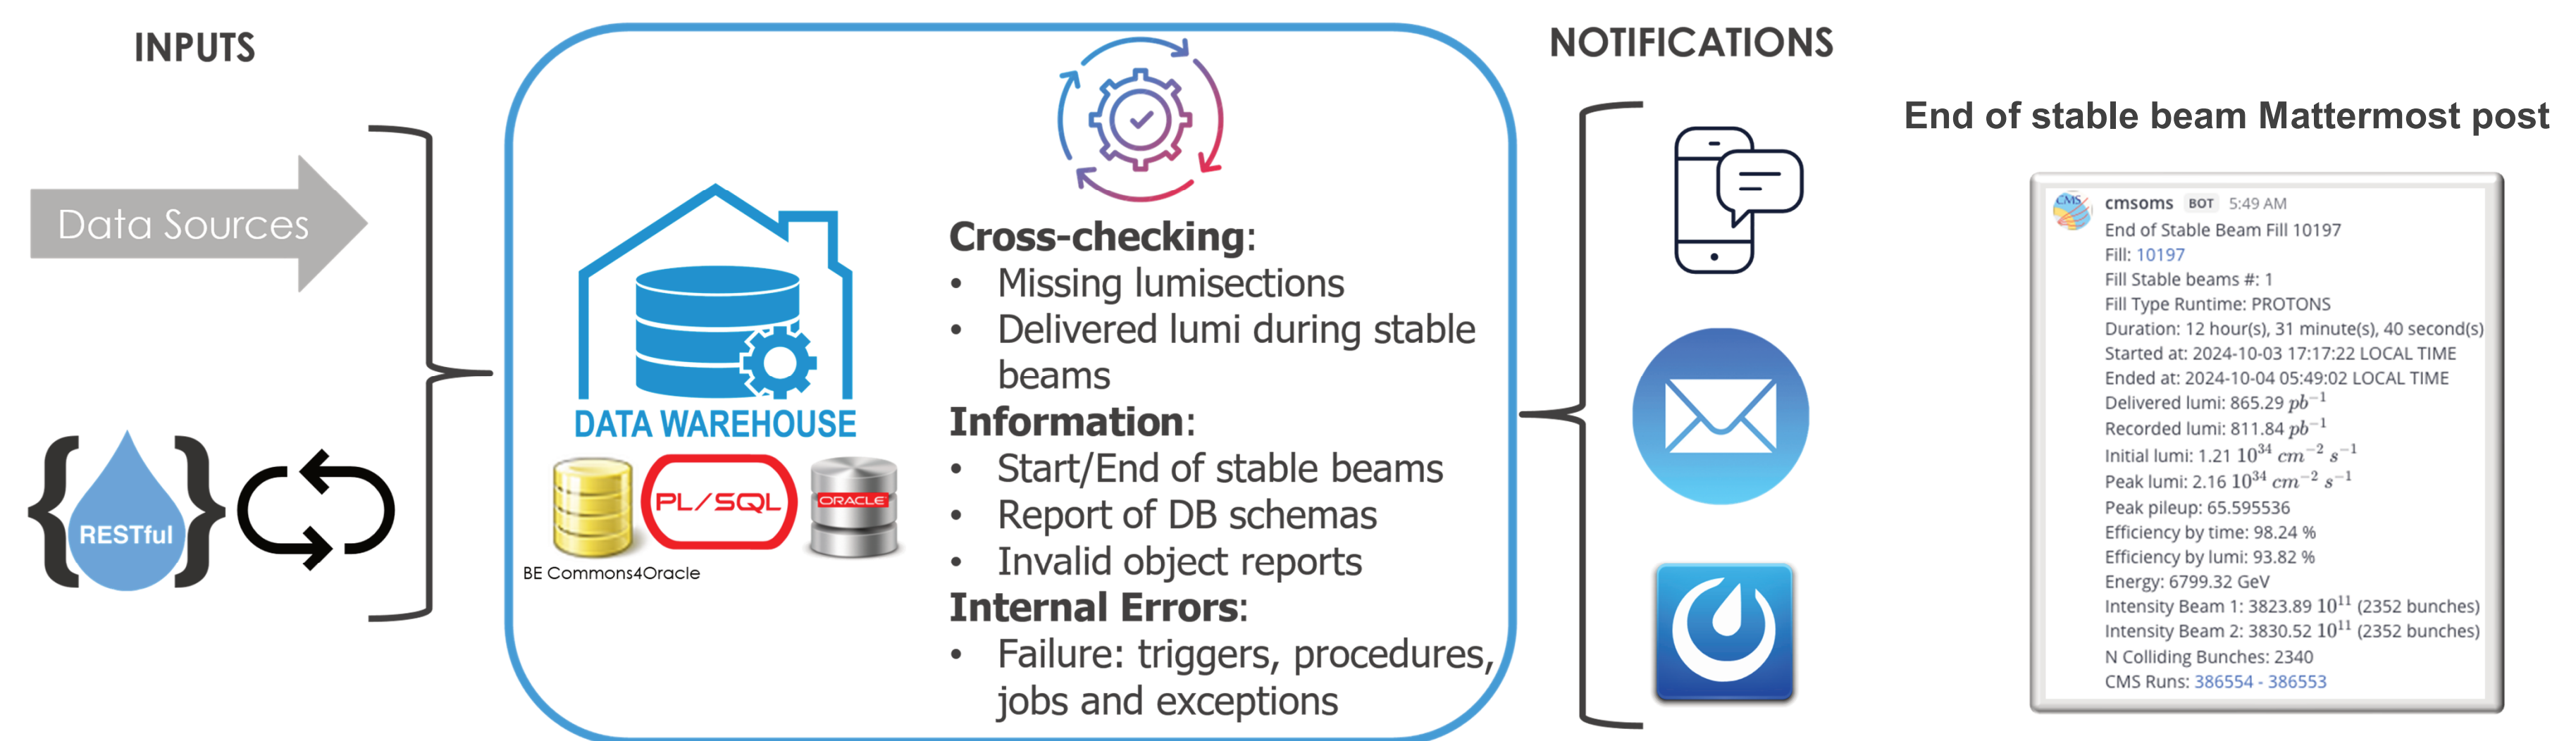 INPUTS
Data Sources
{RESTful}
DATA WAREHOUSE
PL/SQL
ORACLE
BE Commons4Oracle
Cross-checking:
• Missing lumisections
• Delivered lumi during stable
beams
Information:
• Start/End of stable beams
• Report of DB schemas
• Invalid object reports
Internal Errors:
• Failure: triggers, procedures,
jobs and exceptions
NOTIFICATIONS
End of stable beam Mattermost post
CMS
cmsoms BOT 5:49 AM
End of Stable Beam Fill 10197
Fill: 10197
Fill Stable beams #: 1
Fill Type Runtime: PROTONS
Duration: 12 hour(s), 31 minute(s), 40 second(s)
Started at: 2024-10-03 17:17:22 LOCAL TIME
Ended at: 2024-10-04 05:49:02 LOCAL TIME
Delivered lumi: 865.29 pb⁻¹
Recorded lumi: 811.84 pb⁻¹
Initial lumi: 1.21 10³⁴ cm⁻² s⁻¹
Peak lumi: 2.16 10³⁴ cm⁻² s⁻¹
Peak pileup: 65.595536
Efficiency by time: 98.24 %
Efficiency by lumi: 93.82 %
Energy: 6799.32 GeV
Intensity Beam 1: 3823.89 10¹¹ (2352 bunches)
Intensity Beam 2: 3830.52 10¹¹ (2352 bunches)
N Colliding Bunches: 2340
CMS Runs: 386554 - 386553